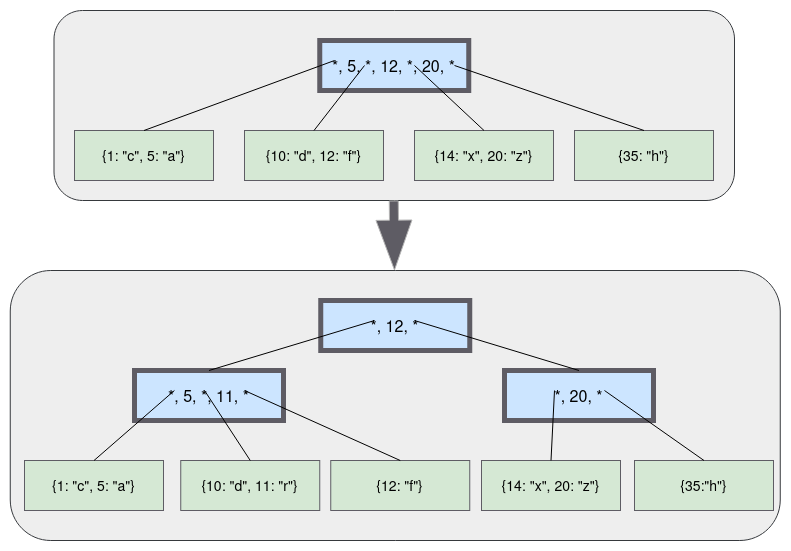 *, 5, *, 12, *, 20, *
{1: "c", 5: "a"}
{10: "d", 12: "f"}
{14: "x", 20: "z"}
{35: "h"}
*, 12, *
*, 5, *, 11, *
*, 20, *
{1: "c", 5: "a"}
{10: "d", 11: "r"}
{12: "f"}
{14: "x", 20: "z"}
{35:"h"}